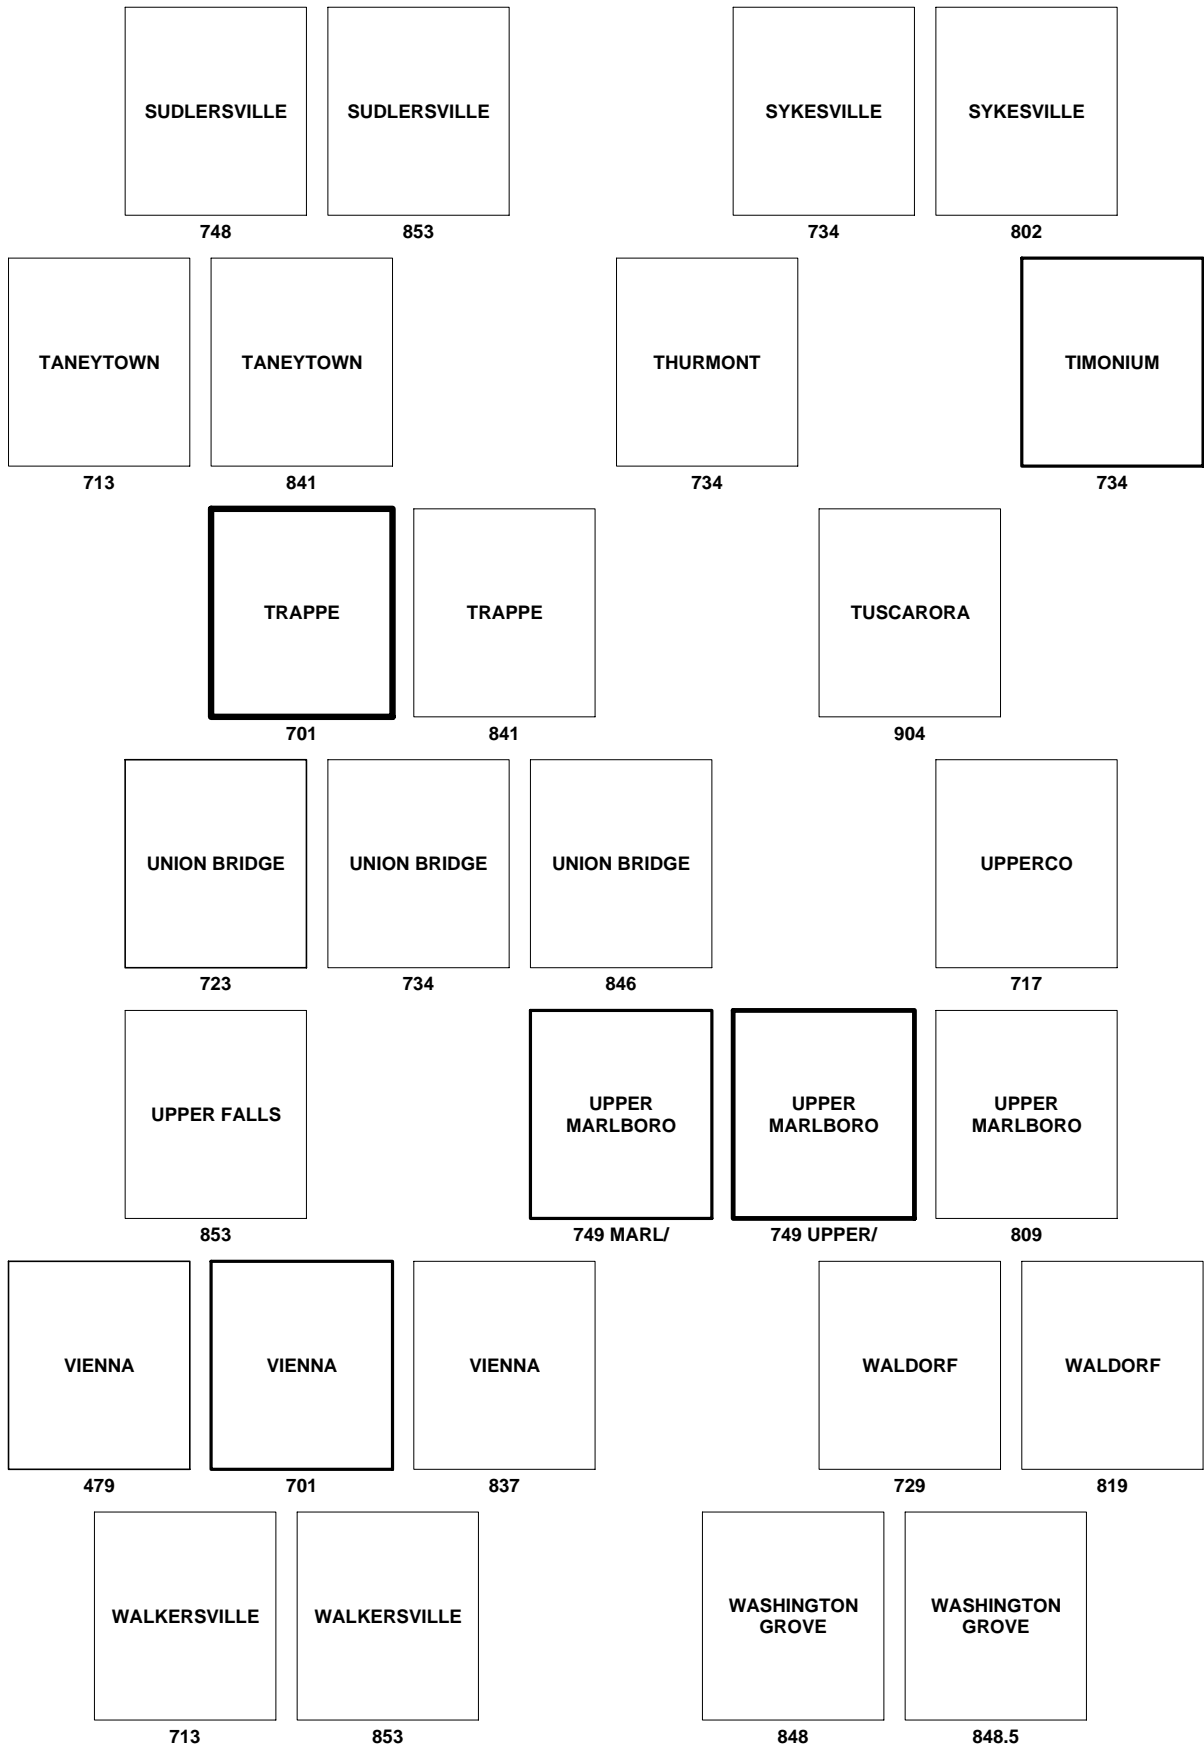 SUDLERSVILLE SUDLERSVILLE SYKESVILLE SYKESVILLE
748 853 734 802
TANEYTOWN TANEYTOWN THURMONT TIMONIUM
713 841 734 734
TRAPPE TRAPPE TUSCARORA
701 841 904
UNION BRIDGE UNION BRIDGE UNION BRIDGE UPPERCO
723 734 846 717
UPPER FALLS
853
UPPER
MARLBORO
749 MARL/
UPPER
MARLBORO
749 UPPER/
UPPER
MARLBORO
809
VIENNA VIENNA VIENNA WALDORF WALDORF
479 701 837 729 819
WALKERSVILLE WALKERSVILLE
713 853
WASHINGTON
GROVE
848
WASHINGTON
GROVE
848.5